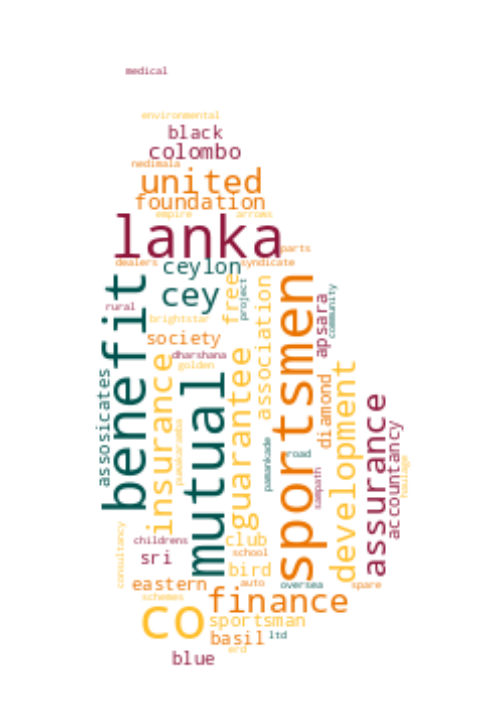 medical
environmental
black
colombo
nedimala
united
foundation
empire
arrows
lanka
parts
dealers
ceylon
syndicate
benefit
cey
free
project
sportsmen
community
rural
brightstar
association
apsara
society
dharshana
golden
insurance
mutual
guarantee
assosicates
diamond
development
assurance
accountancy
pamankade
road
sampath
consultancy
childrens
club
sri
school
bird
eastern
auto
oversea
spare
schemes
finance
co
sportsman
basil
ltd
erd
blue